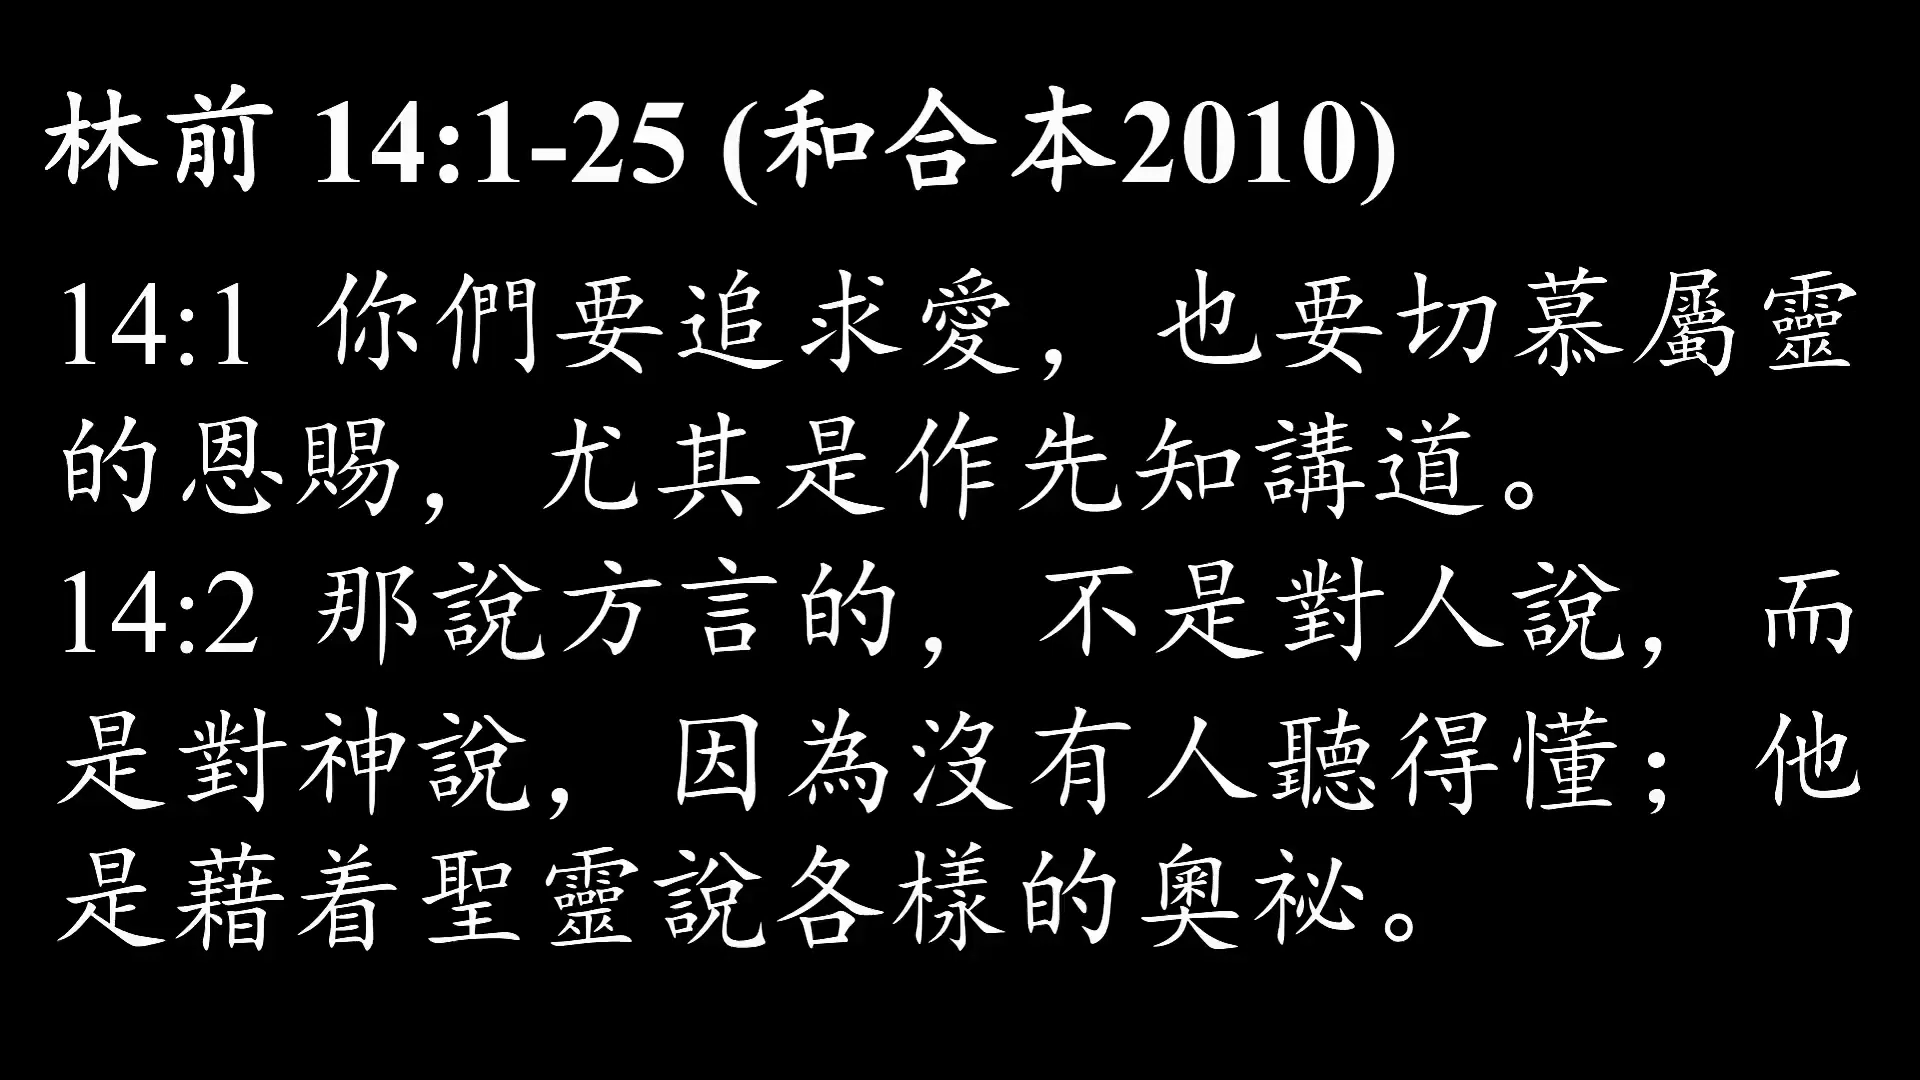 林前 14:1-25 (和合本2010)
14:1 你們要追求愛，也要切慕屬靈
的恩賜，尤其是作先知講道。
14:2 那說方言的，不是對人說，而
是對神說，因為沒有人聽得懂；他
是藉着聖靈說各樣的奧祕。